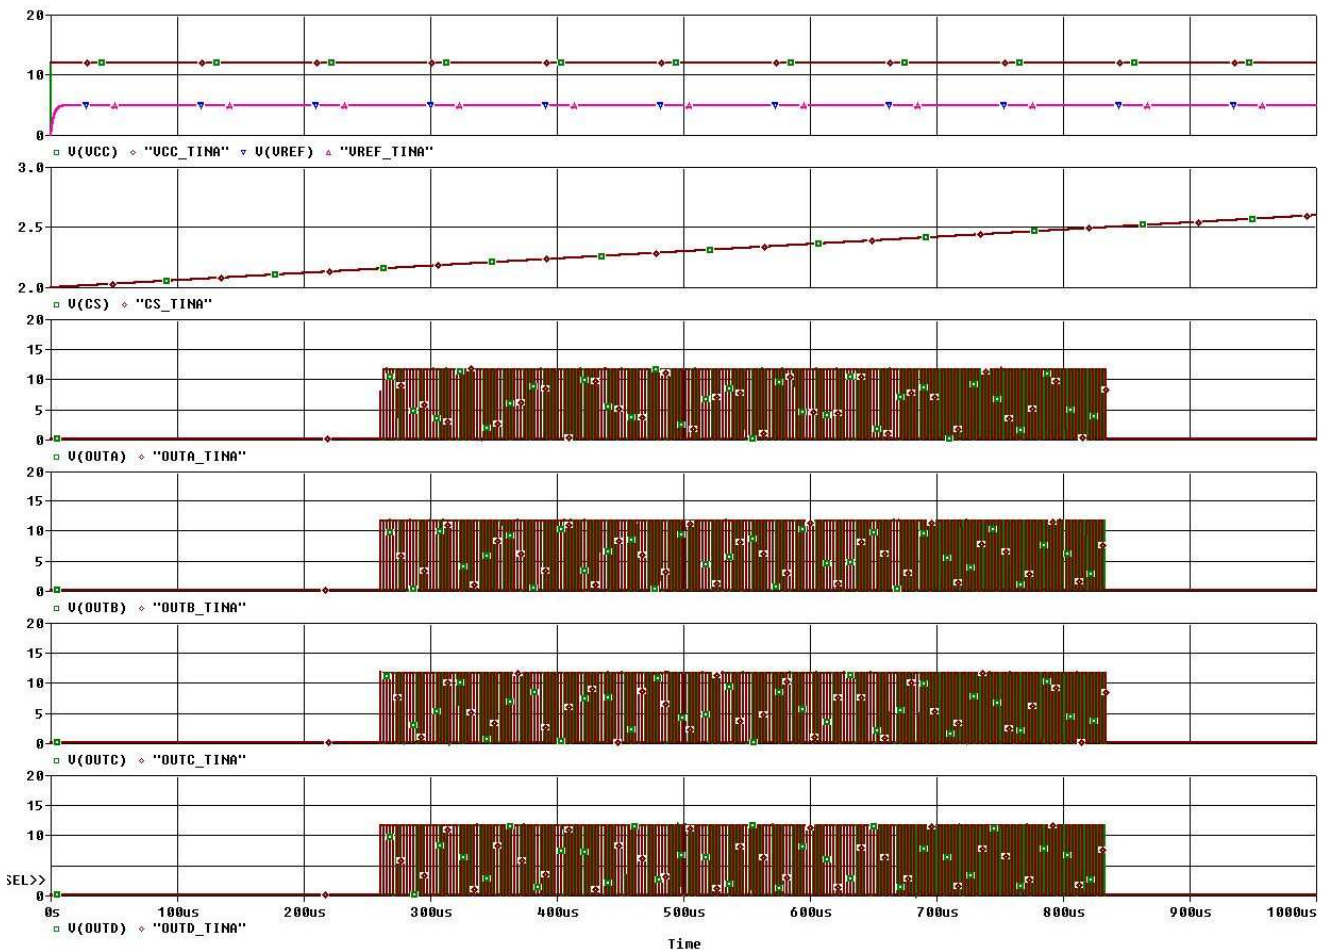 20
10
0
V(VCC) "VCC_TINA" V(VREF) "VREF_TINA"
3.0
2.5
2.0
V(CS) "CS_TINA"
20
15
10
5
0
V(OUTA) "OUTA_TINA"
20
15
10
5
0
V(OUTB) "OUTB_TINA"
20
15
10
5
0
V(OUTC) "OUTC_TINA"
20
15
10
SEL>>
0
0s 100us 200us 300us 400us 500us 600us 700us 800us 900us 1000us
V(OUTD) "OUTD_TINA"
Time